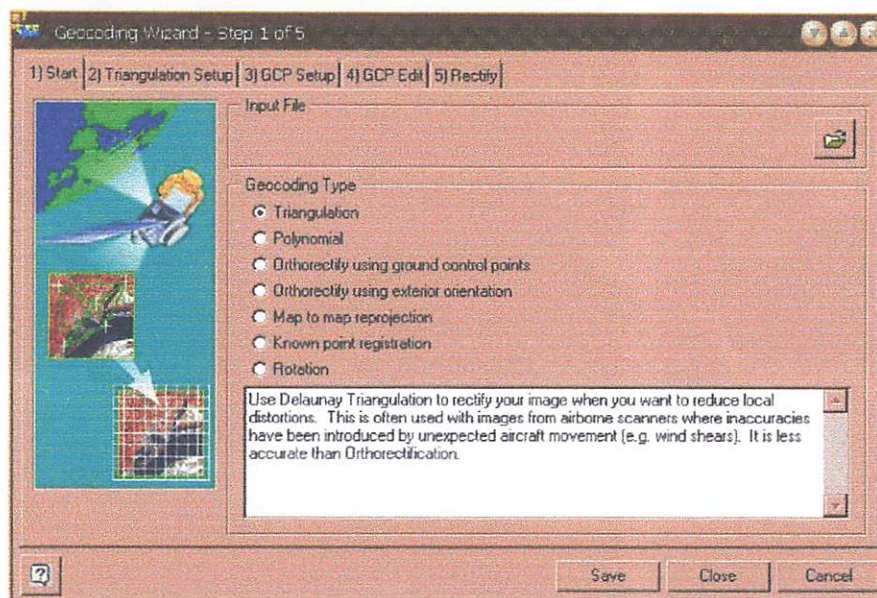 Geocoding Wizard - Step 1 of 5
1) Start 2) Triangulation Setup 3) GCP Setup 4) GCP Edit 5) Rectify
Input File
Geocoding Type
Triangulation
Polynomial
Orthorectify using ground control points
Orthorectify using exterior orientation
Map to map reprojection
Known point registration
Rotation
Use Delaunay Triangulation to rectify your image when you want to reduce local
distortions. This is often used with images from airborne scanners where inaccuracies
have been introduced by unexpected aircraft movement (e.g. wind shears). It is less
accurate than Orthorectification.
?
Save Close Cancel